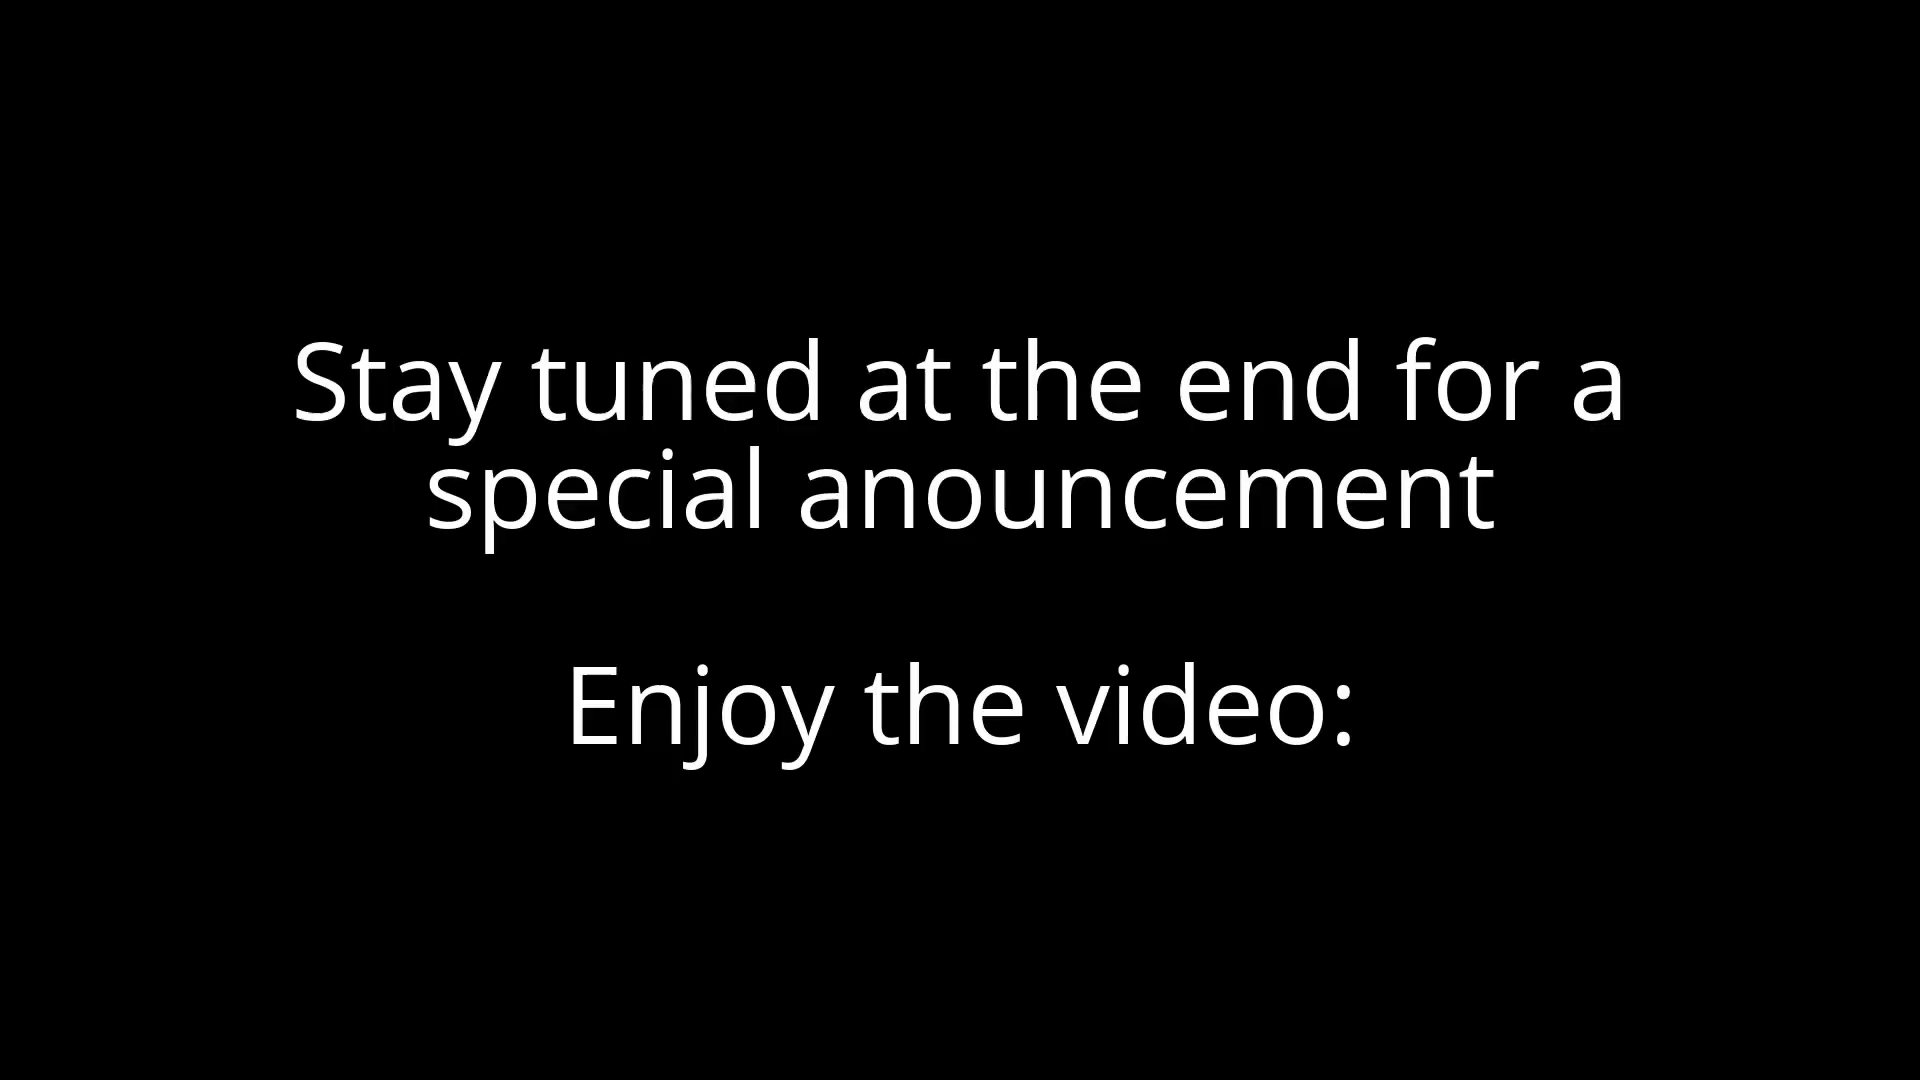 Stay tuned at the end for a
special anouncement
Enjoy the video: